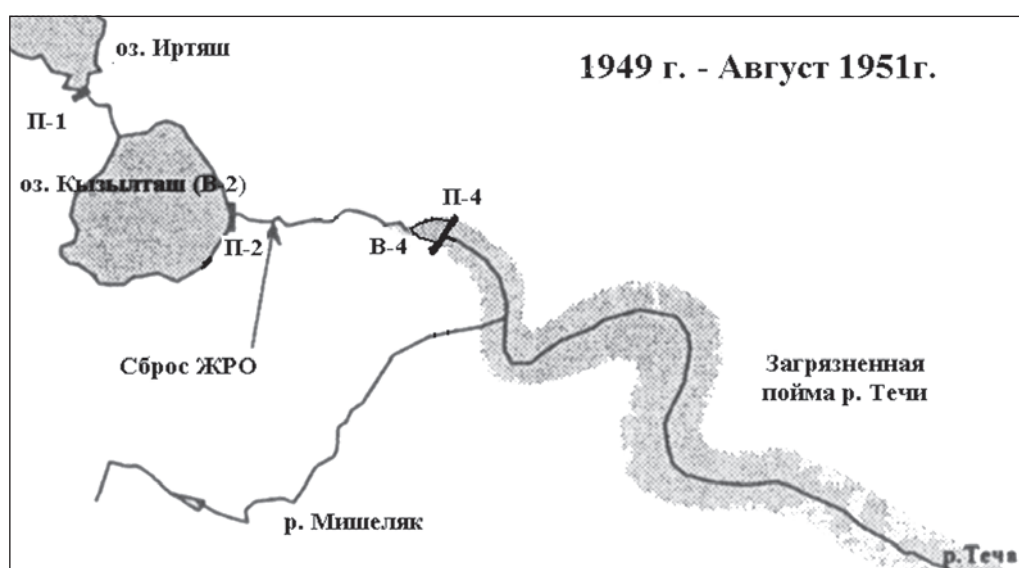 оз. Иртяш
1949 г. - Август 1951г.
П-1
оз. Кызылташ (В-2)
П-4
П-2
В-4
Сброс ЖРО
Загрязненная
пойма р. Течи
р. Мишеляк
р.Теча